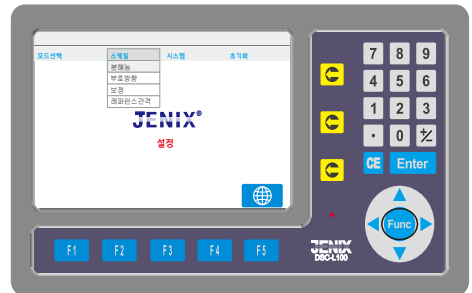 모드선택 스케일 시스템 초기화
분해능
부호방향
보정
레퍼런스간격
JENIX®
설정
7 8 9
4 5 6
1 2 3
· 0 +/-
CE Enter
Func
F1 F2 F3 F4 F5
JENIX
DSC-L100